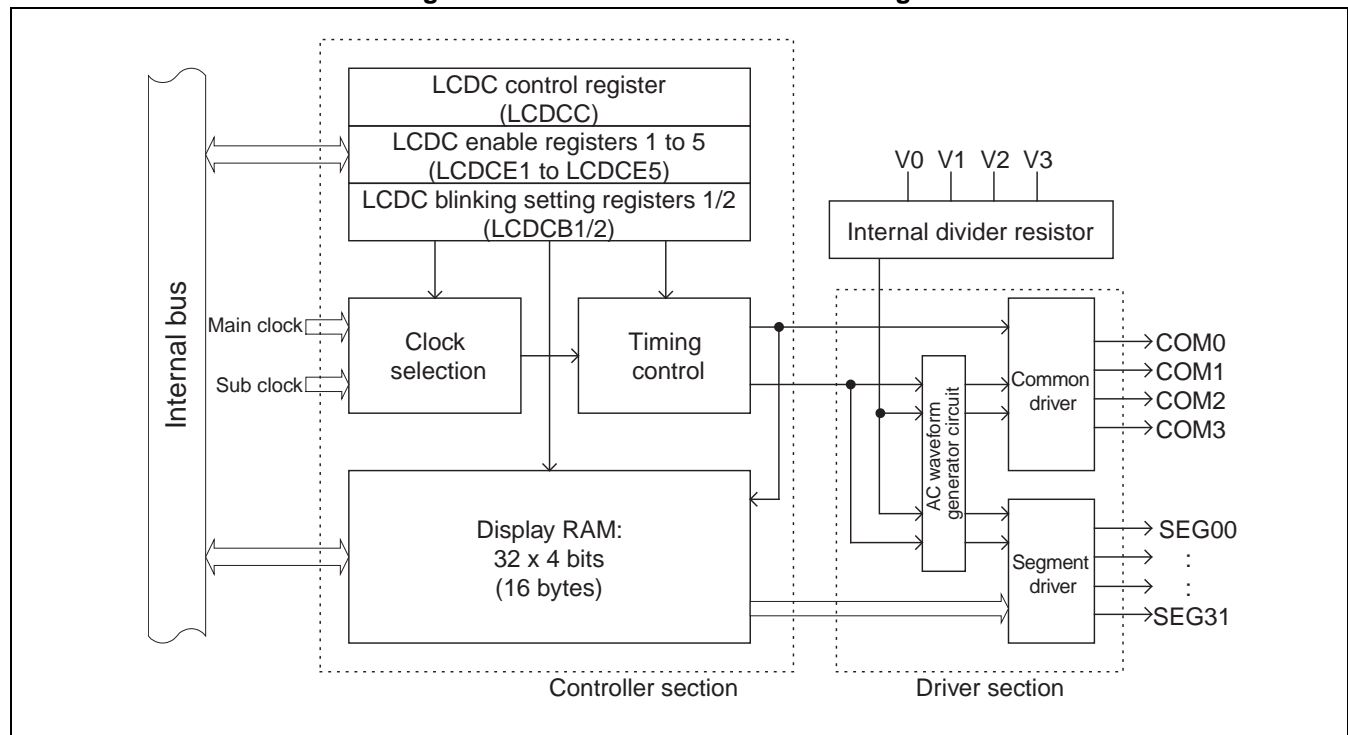 LCDC control register
(LCDCC)
LCDC enable registers 1 to 5
(LCDCE1 to LCDCE5)
LCDC blinking setting registers 1/2
(LCDCB1/2)
V0 V1 V2 V3
Internal divider resistor
Internal bus
Main clock
Sub clock
Clock
selection
Timing
control
AC waveform
generator circuit
Common
driver
COM0
COM1
COM2
COM3
Display RAM:
32 x 4 bits
(16 bytes)
Segment
driver
SEG00
:
:
SEG31
Controller section
Driver section